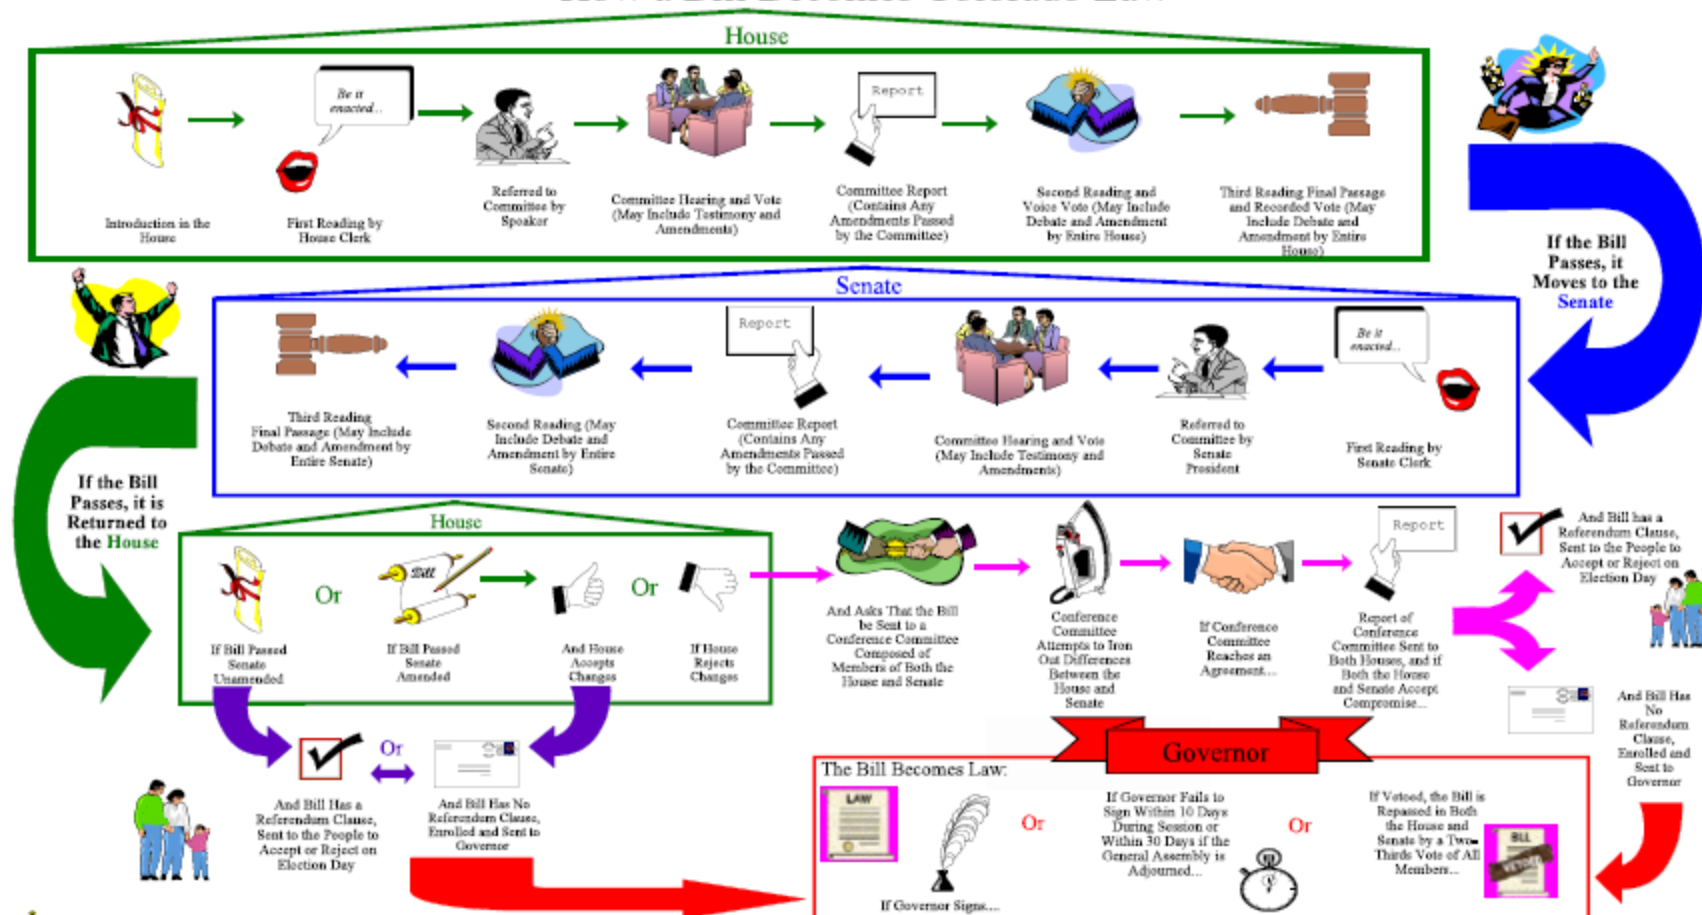 House
Be it
enacted...
Report
Introduction in the
House
First Reading by
House Clerk
Referred to
Committee by
Speaker
Committee Hearing and Vote
(May Include Testimony and
Amendments)
Committee Report
(Contains Any
Amendments Passed
by the Committee)
Second Reading and
Voice Vote (May Include
Debate and Amendment
by Entire House)
Third Reading Final Passage
and Recorded Vote (May
Include Debate and
Amendment by Entire
House)
If the Bill
Passes, it
Moves to the
Senate
Senate
Be it
enacted...
Report
First Reading by
Senate Clerk
Referred to
Committee by
Senate
President
Committee Hearing and Vote
(May Include Testimony and
Amendments)
Committee Report
(Contains Any
Amendments Passed
by the Committee)
Second Reading (May
Include Debate and
Amendment by Entire
Senate)
Third Reading
Final Passage (May Include
Debate and Amendment by
Entire Senate)
If the Bill
Passes, it is
Returned to
the House
House
Or
Bill
Or
If Bill Passed
Senate
Unamended
If Bill Passed
Senate
Amended
And House
Accepts
Changes
If House
Rejects
Changes
And Asks That the Bill
be Sent to a
Conference Committee
Composed of
Members of Both the
House and Senate
Conference
Committee
Attempts to Iron
Out Differences
Between the
House and
Senate
If Conference
Committee
Reaches an
Agreement...
Report
Report of
Conference
Committee Sent to
Both Houses, and if
Both the House
and Senate Accept
Compromise...
And Bill has a
Referendum Clause,
Sent to the People to
Accept or Reject on
Election Day
And Bill Has
No
Referendum
Clause,
Enrolled and
Sent to
Governor
Or
And Bill Has a
Referendum Clause,
Sent to the People to
Accept or Reject on
Election Day
And Bill Has No
Referendum Clause,
Enrolled and Sent to
Governor
Governor
The Bill Becomes Law:
LAW
If Governor Signs....
Or
If Governor Fails to
Sign Within 10 Days
During Session or
Within 30 Days if the
General Assembly is
Adjourned...
Or
If Vetoed, the Bill is
Repassed in Both
the House and
Senate by a Two-
Thirds Vote of All
Members...
BILL
VETOED